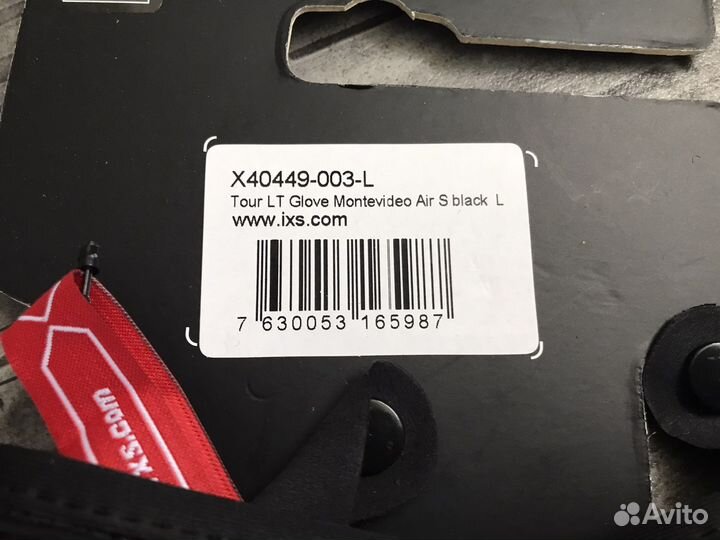 X40449-003-L
Tour LT Glove Montevideo Air S black L
www.ixs.com
7 630053 165987
iXS.com
Avito